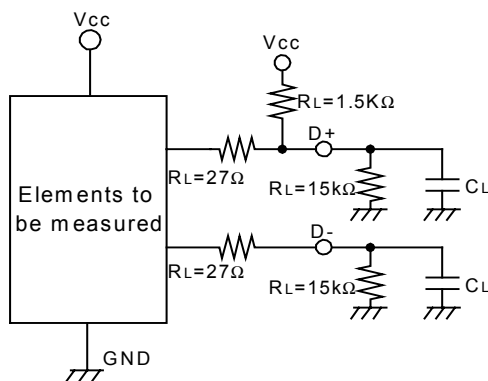 Vcc
Vcc
RL=1.5KΩ
D+
RL=27Ω
RL=15kΩ
CL
Elements to
be measured
D-
RL=27Ω
RL=15kΩ
CL
GND